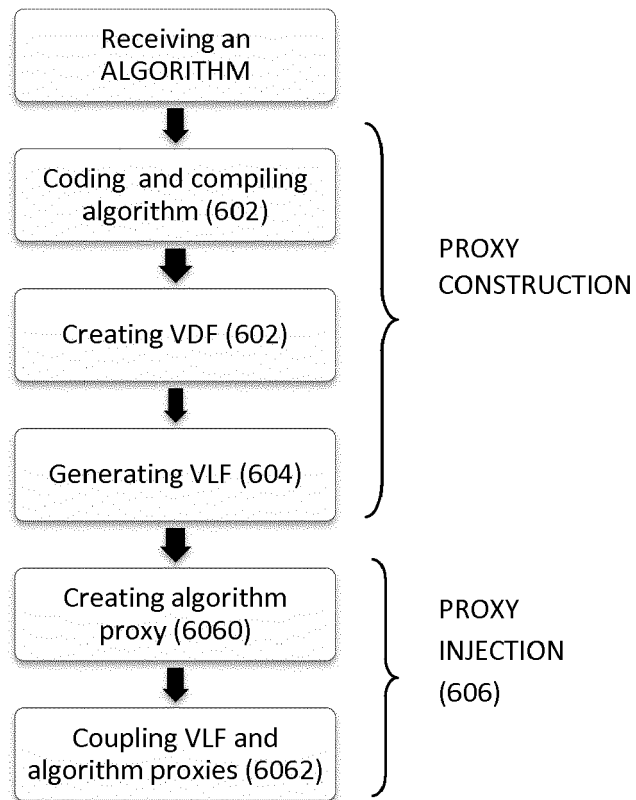 Receiving an
ALGORITHM
Coding and compiling
algorithm (602)
Creating VDF (602)
Generating VLF (604)
PROXY
CONSTRUCTION
Creating algorithm
proxy (6060)
Coupling VLF and
algorithm proxies (6062)
PROXY
INJECTION
(606)